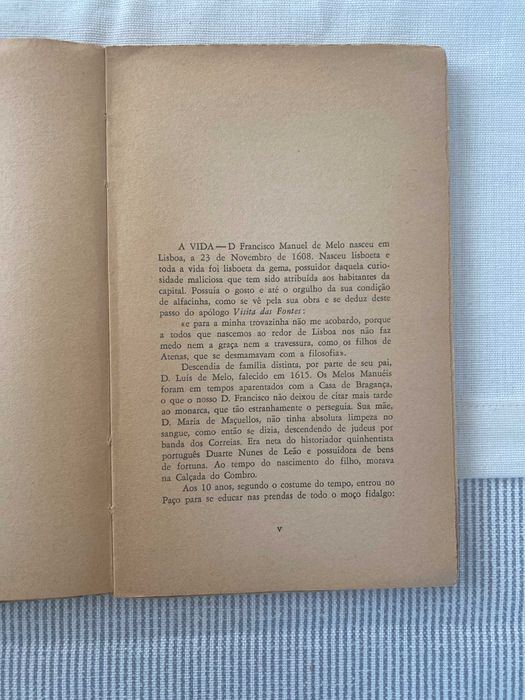 A VIDA — D Francisco Manuel de Melo nasceu em
Lisboa, a 23 de Novembro de 1608. Nasceu lisboeta e
toda a vida foi lisboeta da gema, possuidor daquela curio-
sidade maliciosa que tem sido atribuída aos habitantes da
capital. Possuia o gosto e até o orgulho da sua condição
de alfacinha, como se vê pela sua obra e se deduz deste
passo do apólogo Visita das Fontes:
«e para a minha trovazinha não me acobardo, porque
a todos que nascemos ao redor de Lisboa nos não faz
medo nem a graça nem a travessura, como os filhos de
Atenas, que se desmamavam com a filosofia».
Descendia de família distinta, por parte de seu pai,
D. Luís de Melo, falecido em 1615. Os Melos Manuéis
foram em tempos aparentados com a Casa de Bragança,
o que o nosso D. Francisco não deixou de citar mais tarde
ao monarca, que tão estranhamente o perseguia. Sua mãe,
D. Maria de Maçuellos, não tinha absoluta limpeza no
sangue, como então se dizia, descendendo de judeus por
banda dos Correias. Era neta do historiador quinhentista
português Duarte Nunes de Leão e possuidora de bens
de fortuna. Ao tempo do nascimento do filho, morava
na Calçada do Combro.
Aos 10 anos, segundo o costume do tempo, entrou no
Paço para se educar nas prendas de todo o moço fidalgo:
V